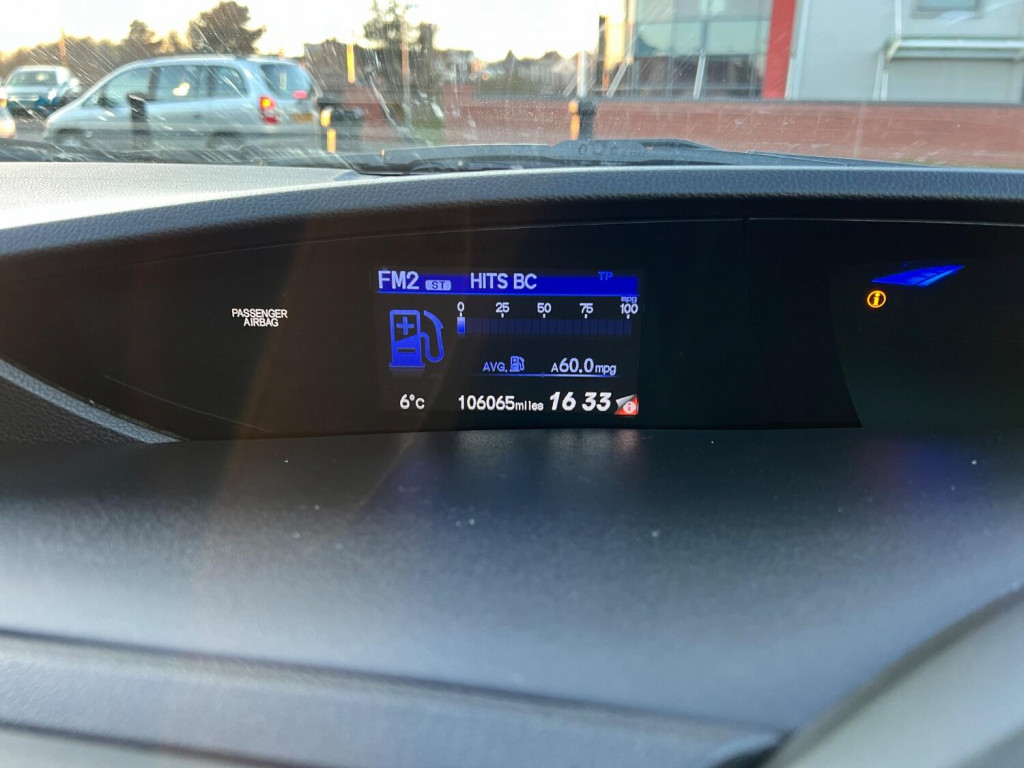 FM2 ST HITS BC TP
mpg
0 25 50 75 100
PASSENGER
AIRBAG
AVG. A60.0mpg
6°C 106065miles 16 33